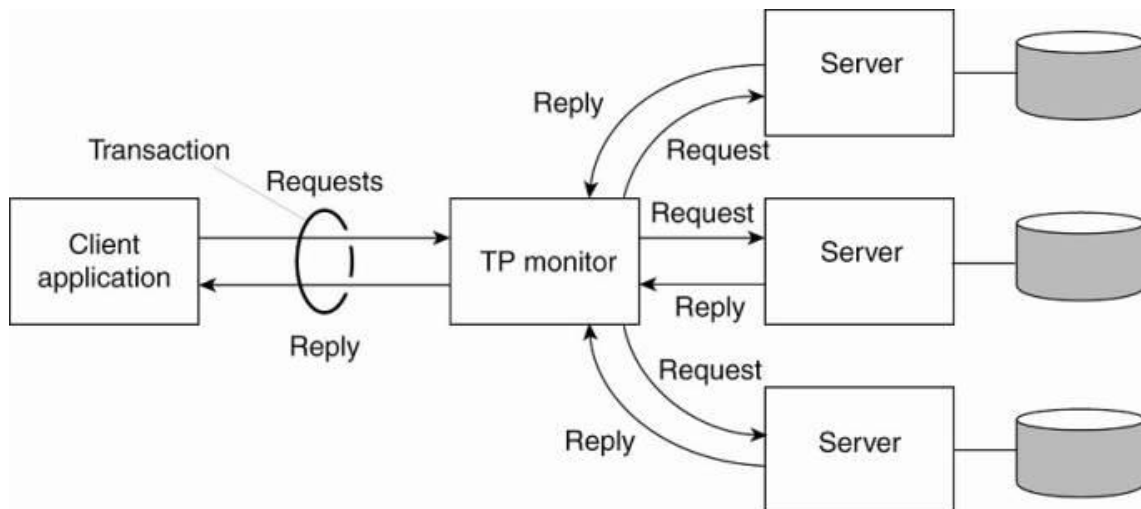 Server
Reply
Request
Transaction
Requests
Client
application
TP monitor
Request
Server
Reply
Reply
Request
Reply
Server